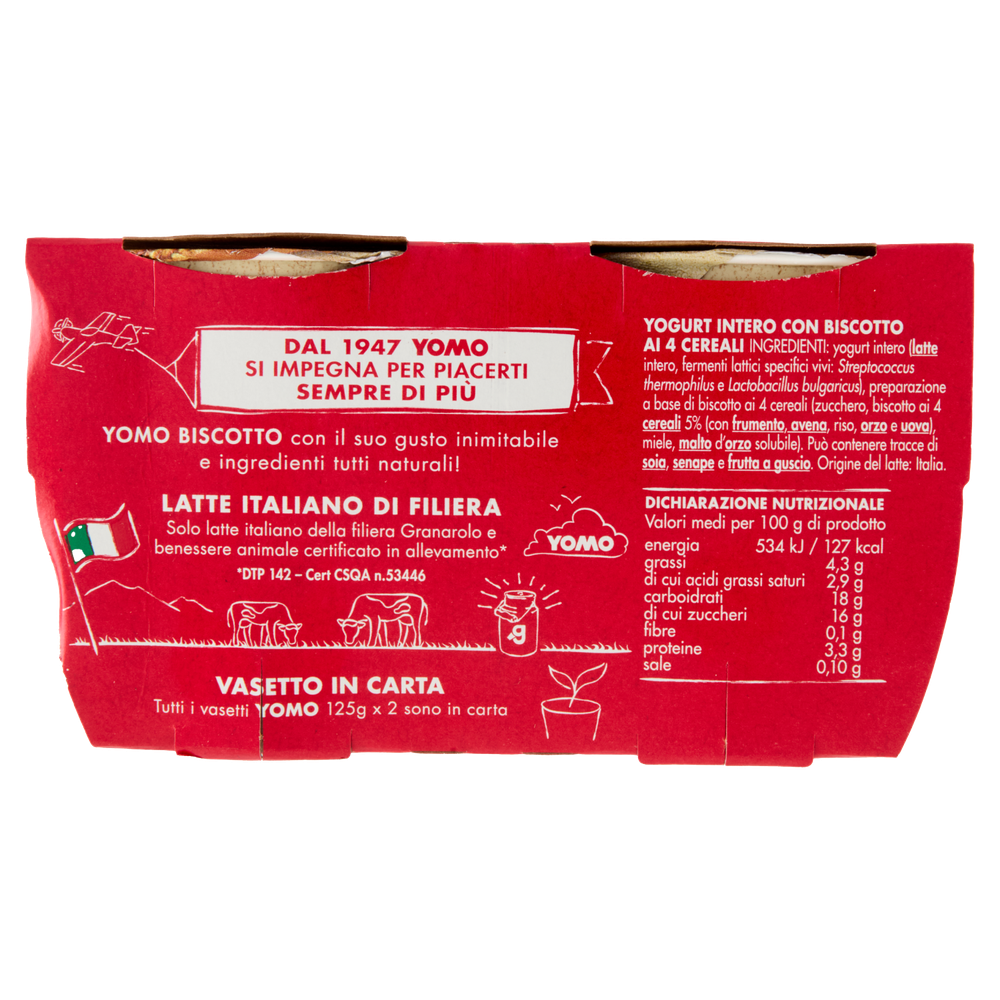 DAL 1947 YOMO
SI IMPEGNA PER PIACERTI
SEMPRE DI PIÙ
YOMO BISCOTTO con il suo gusto inimitabile
e ingredienti tutti naturali!
LATTE ITALIANO DI FILIERA
Solo latte italiano della filiera Granarolo e
benessere animale certificato in allevamento*
*DTP 142 – Cert CSQA n.53446
YOMO
g
VASETTO IN CARTA
Tutti i vasetti YOMO 125g x 2 sono in carta
YOGURT INTERO CON BISCOTTO
AI 4 CEREALI INGREDIENTI: yogurt intero (latte
intero, fermenti lattici specifici vivi: Streptococcus
thermophilus e Lactobacillus bulgaricus), preparazione
a base di biscotto ai 4 cereali (zucchero, biscotto ai 4
cereali 5% (con frumento, avena, riso, orzo e uova),
miele, malto d'orzo solubile). Può contenere tracce di
soia, senape e frutta a guscio. Origine del latte: Italia.
DICHIARAZIONE NUTRIZIONALE
Valori medi per 100 g di prodotto
energia 534 kJ / 127 kcal
grassi 4,3 g
di cui acidi grassi saturi 2,9 g
carboidrati 18 g
di cui zuccheri 16 g
fibre 0,1 g
proteine 3,3 g
sale 0,10 g